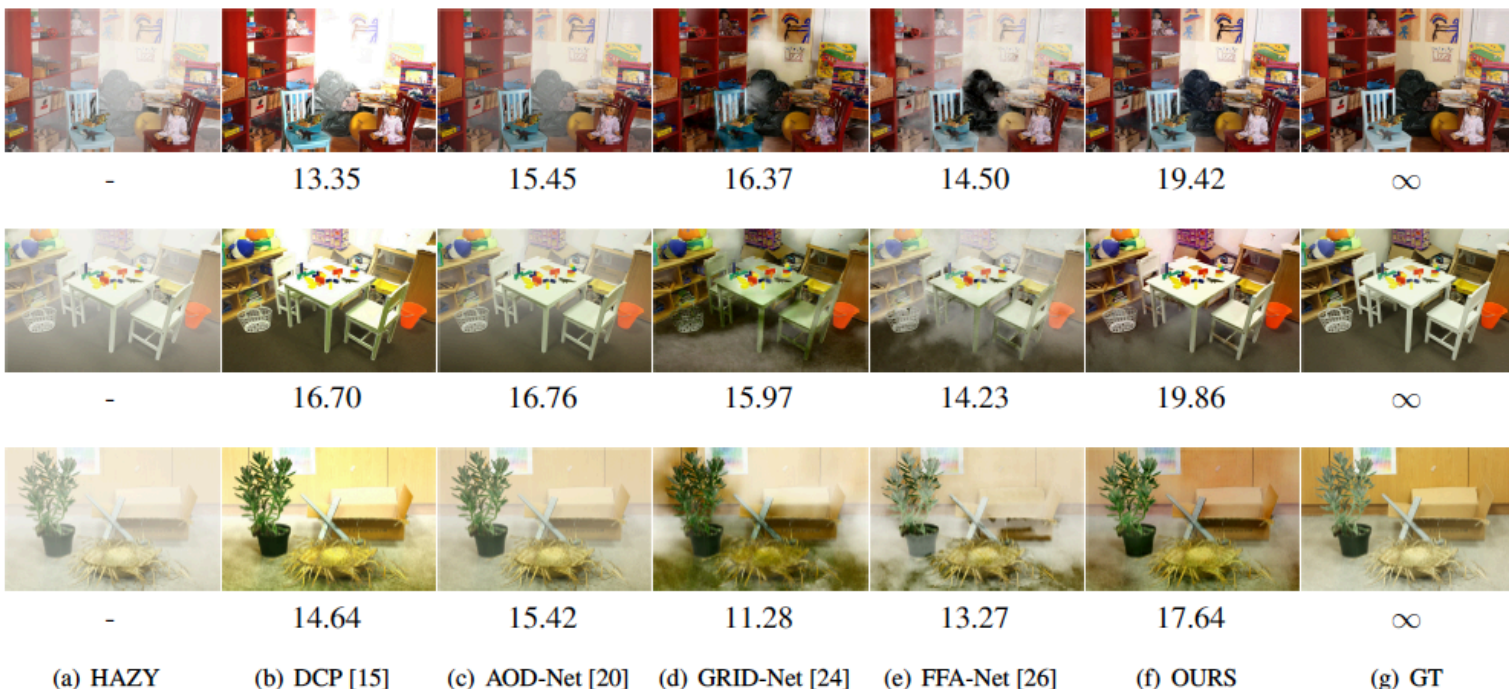 - 13.35 15.45 16.37 14.50 19.42 ∞
- 16.70 16.76 15.97 14.23 19.86 ∞
- 14.64 15.42 11.28 13.27 17.64 ∞
(a) HAZY (b) DCP [15] (c) AOD-Net [20] (d) GRID-Net [24] (e) FFA-Net [26] (f) OURS (g) GT